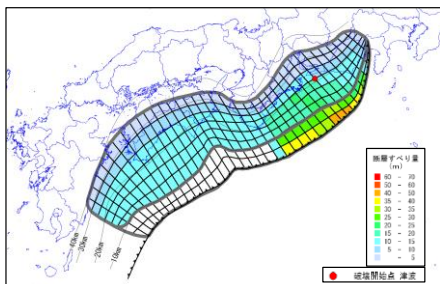 -40km
-30km
-20km
-10km
断層すべり量
(m)
60 - 70
50 - 60
40 - 50
35 - 40
30 - 35
25 - 30
20 - 25
15 - 20
10 - 15
5 - 10
- 5
破壊開始点 津波